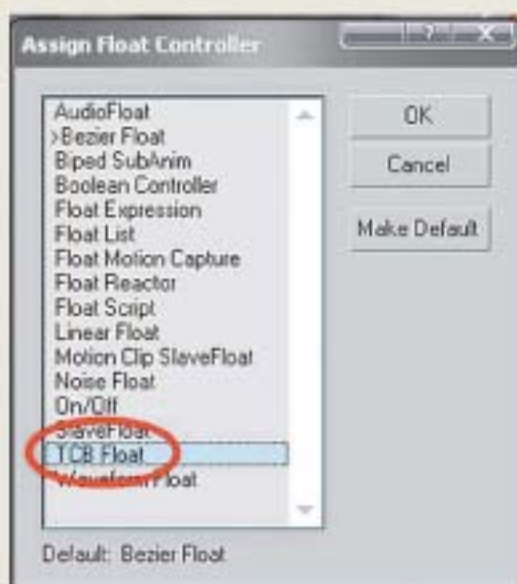 Assign Float Controller
AudioFloat
>Bezier Float
Biped SubAnim
Boolean Controller
Float Expression
Float List
Float Motion Capture
Float Reactor
Float Script
Linear Float
Motion Clip SlaveFloat
Noise Float
On/Off
SlaveFloat
TCB Float
Waveform Float
OK
Cancel
Make Default
Default: Bezier Float